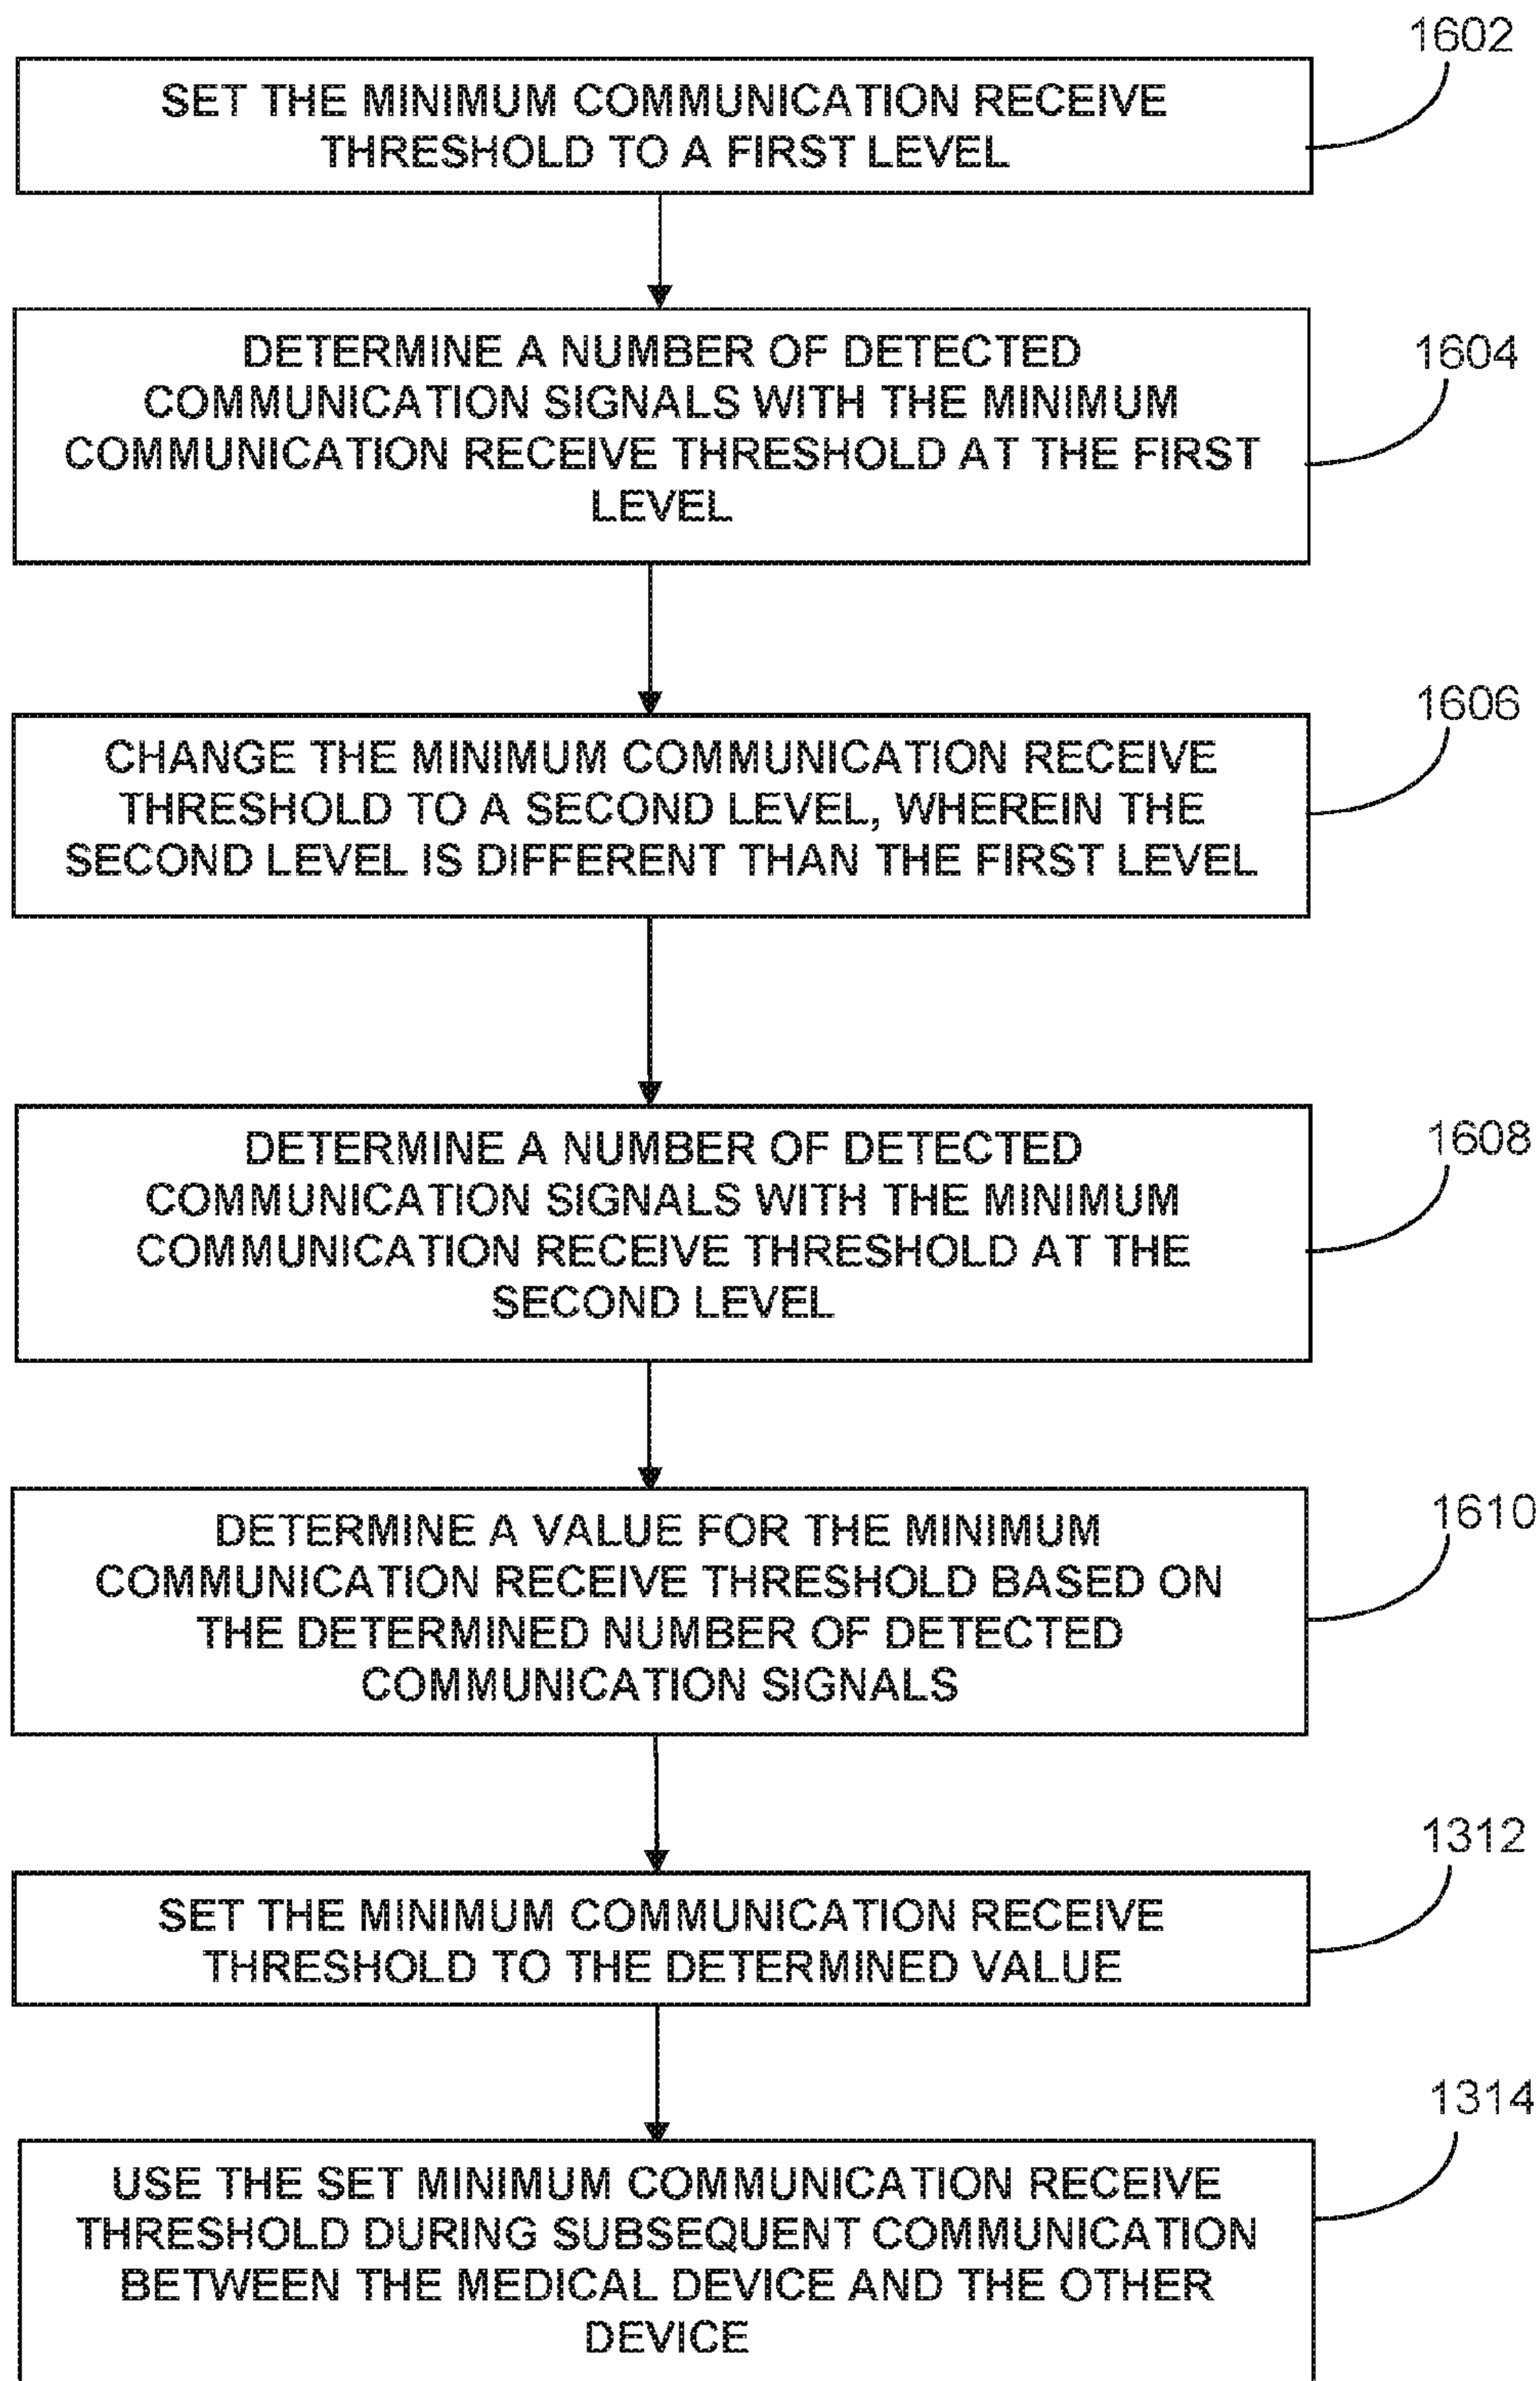 1602
SET THE MINIMUM COMMUNICATION RECEIVE
THRESHOLD TO A FIRST LEVEL
1604
DETERMINE A NUMBER OF DETECTED
COMMUNICATION SIGNALS WITH THE MINIMUM
COMMUNICATION RECEIVE THRESHOLD AT THE FIRST
LEVEL
1606
CHANGE THE MINIMUM COMMUNICATION RECEIVE
THRESHOLD TO A SECOND LEVEL, WHEREIN THE
SECOND LEVEL IS DIFFERENT THAN THE FIRST LEVEL
1608
DETERMINE A NUMBER OF DETECTED
COMMUNICATION SIGNALS WITH THE MINIMUM
COMMUNICATION RECEIVE THRESHOLD AT THE
SECOND LEVEL
1610
DETERMINE A VALUE FOR THE MINIMUM
COMMUNICATION RECEIVE THRESHOLD BASED ON
THE DETERMINED NUMBER OF DETECTED
COMMUNICATION SIGNALS
1312
SET THE MINIMUM COMMUNICATION RECEIVE
THRESHOLD TO THE DETERMINED VALUE
1314
USE THE SET MINIMUM COMMUNICATION RECEIVE
THRESHOLD DURING SUBSEQUENT COMMUNICATION
BETWEEN THE MEDICAL DEVICE AND THE OTHER
DEVICE